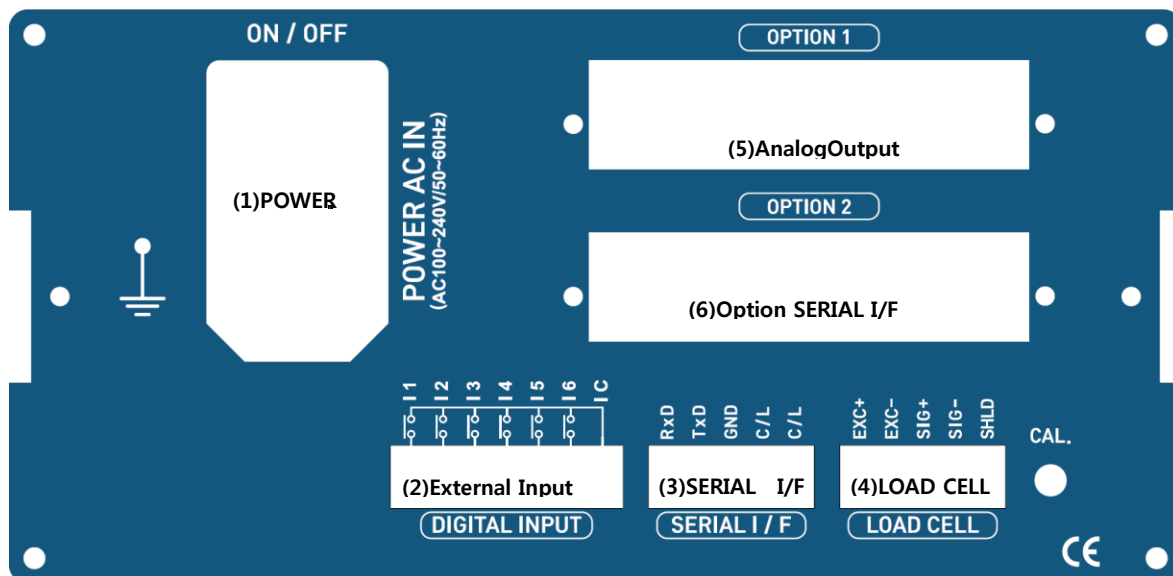 ON / OFF
OPTION 1
(1)POWER
POWER AC IN
(AC100~240V/50~60Hz)
(5)AnalogOutput
OPTION 2
(6)Option SERIAL I/F
I1 I2 I3 I4 I5 I6 IC
RxD TxD GND C/L C/L
EXC+ EXC- SIG+ SIG- SHLD
CAL.
(2)External Input
(3)SERIAL I/F
(4)LOAD CELL
DIGITAL INPUT
SERIAL I / F
LOAD CELL
CE